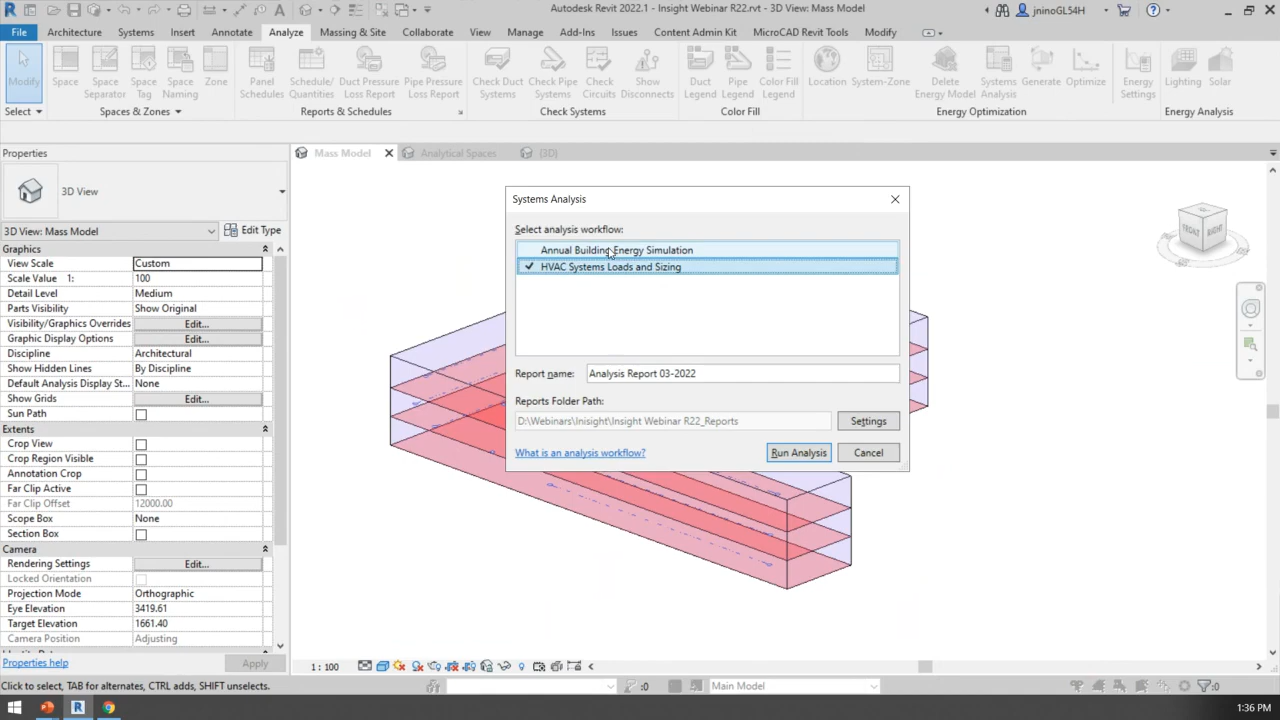 Autodesk Revit 2022.1 - Insight Webinar R22.rvt - 3D View: Mass Model
jninoGL54H
File
Architecture
Systems
Insert
Annotate
Analyze
Massing & Site
Collaborate
View
Manage
Add-Ins
Issues
Content Admin Kit
MicroCAD Revit Tools
Modify
Modify
Space
Space Separator
Space Tag
Space Naming
Zone
Panel Schedules
Schedule/ Quantities
Duct Pressure Loss Report
Pipe Pressure Loss Report
Check Duct Systems
Check Pipe Systems
Check Circuits
Show Disconnects
Duct Legend
Pipe Legend
Color Fill Legend
Location
System-Zone
Delete Energy Model
Systems Analysis
Generate
Optimize
Energy Settings
Lighting
Solar
Select
Spaces & Zones
Reports & Schedules
Check Systems
Color Fill
Energy Optimization
Energy Analysis
Properties
Mass Model
Analytical Spaces
{3D}
3D View
3D View: Mass Model
Edit Type
Graphics
View Scale Custom
Scale Value 1: 100
Detail Level Medium
Parts Visibility Show Original
Visibility/Graphics Overrides Edit...
Graphic Display Options Edit...
Discipline Architectural
Show Hidden Lines By Discipline
Default Analysis Display St... None
Show Grids Edit...
Sun Path
Extents
Crop View
Crop Region Visible
Annotation Crop
Far Clip Active
Far Clip Offset 12000.00
Scope Box None
Section Box
Camera
Rendering Settings Edit...
Locked Orientation
Projection Mode Orthographic
Eye Elevation 3419.61
Target Elevation 1661.40
Camera Position Adjusting
Properties help
Apply
Systems Analysis
Select analysis workflow:
Annual Building Energy Simulation
HVAC Systems Loads and Sizing
Report name: Analysis Report 03-2022
Reports Folder Path:
D:\Webinars\Inisight\Insight Webinar R22_Reports
Settings
What is an analysis workflow?
Run Analysis
Cancel
FRONT
RIGHT
1 : 100
Click to select, TAB for alternates, CTRL adds, SHIFT unselects.
:0
Main Model
:0
1:36 PM